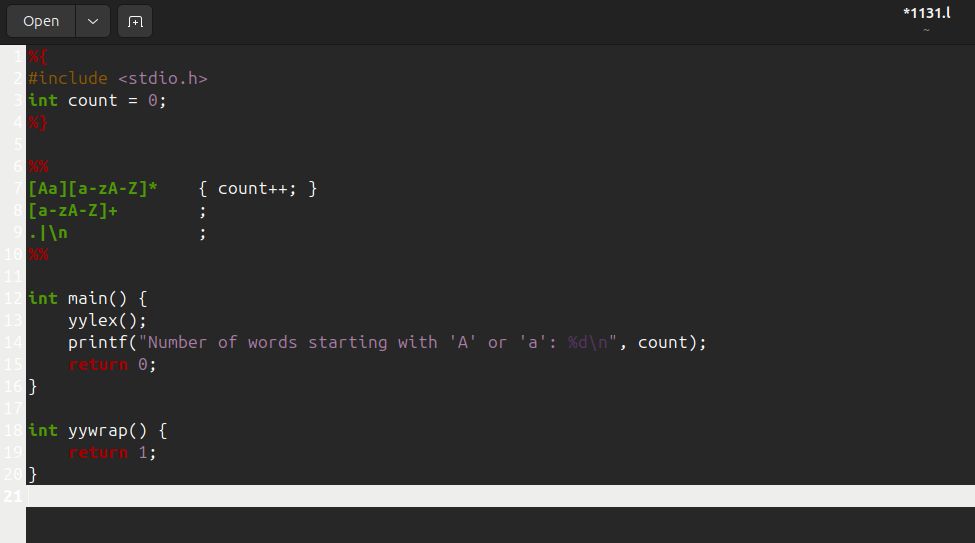 Open
*1131.l
~
1 %{
2 #include <stdio.h>
3 int count = 0;
4 %}
5
6 %%
7 [Aa][a-zA-Z]*    { count++; }
8 [a-zA-Z]+        ;
9 .|\n             ;
10 %%
11
12 int main() {
13     yylex();
14     printf("Number of words starting with 'A' or 'a': %d\n", count);
15     return 0;
16 }
17
18 int yywrap() {
19     return 1;
20 }
21